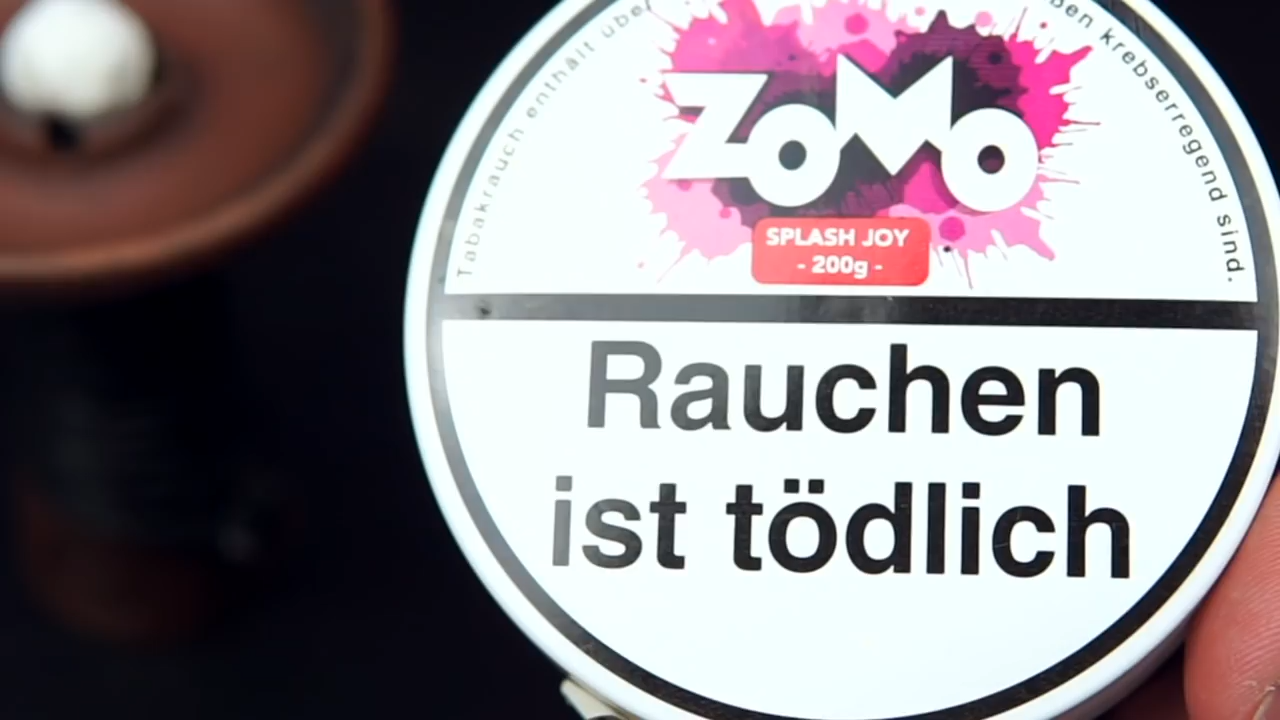 Tabakrauch enthält über
ben krebserregend sind.
ZoMo
SPLASH JOY
- 200g -
Rauchen
ist tödlich